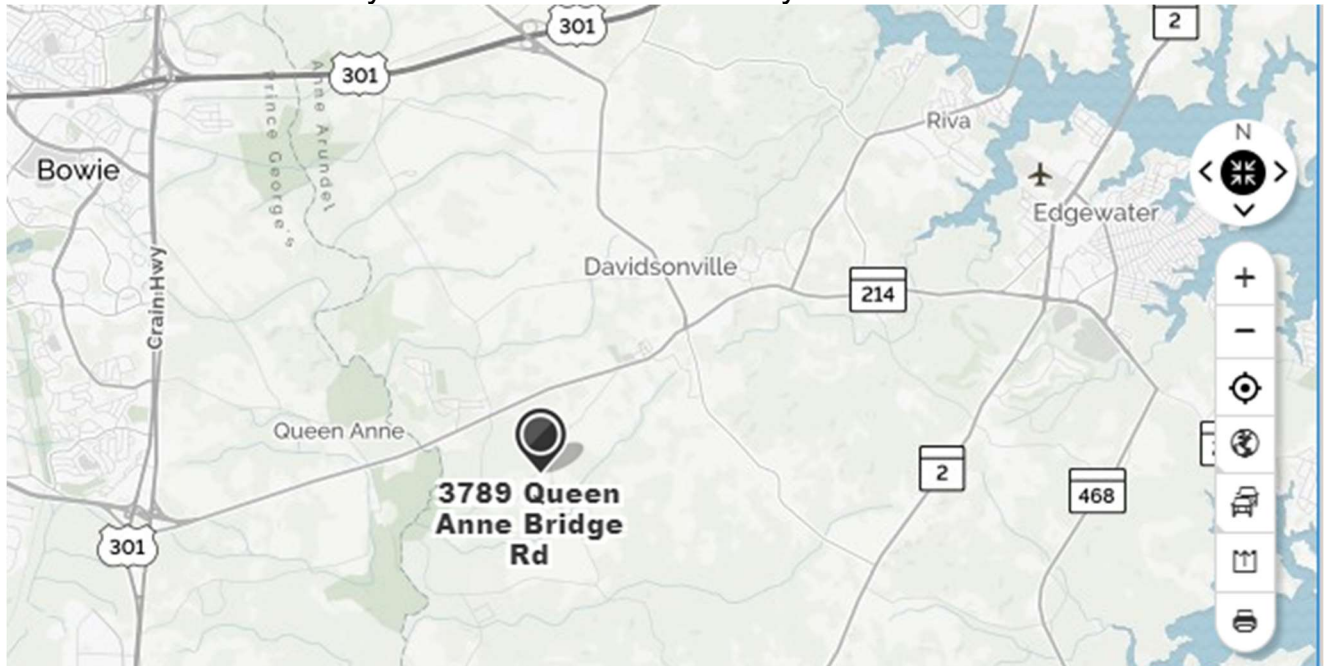 301
2
301
Anne Arundel
Prince George's
Riva
N
Bowie
Edgewater
Crain Hwy
Davidsonville
214
Queen Anne
2
468
3789 Queen
Anne Bridge
Rd
301